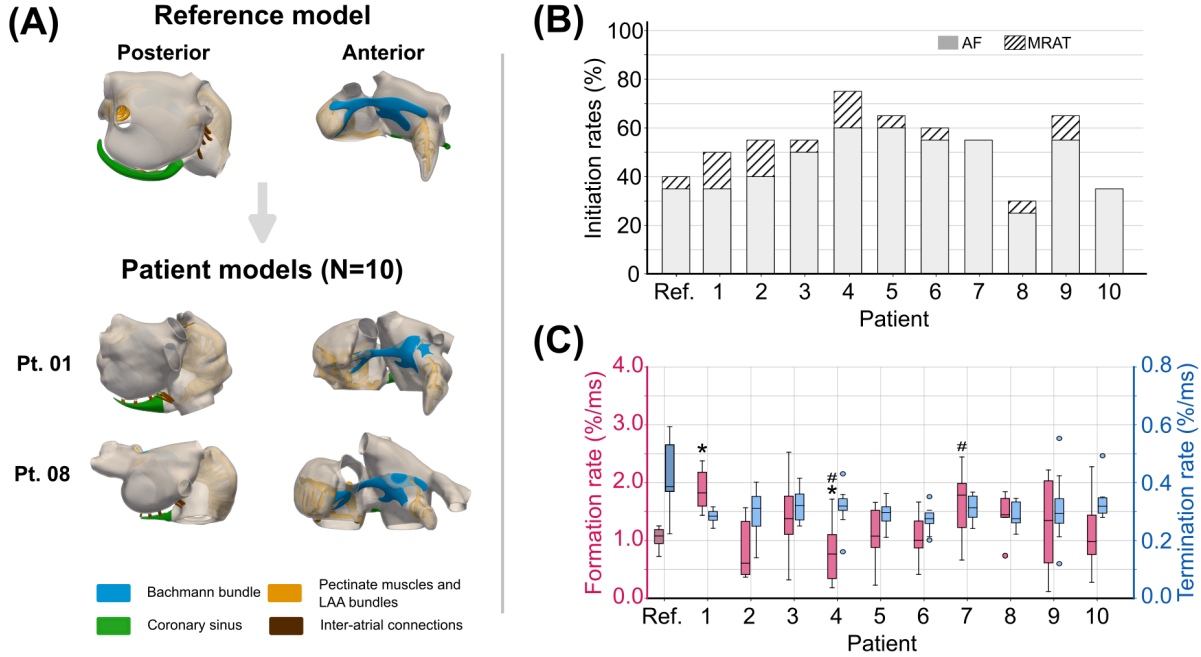 (A)
Reference model
Posterior
Anterior
Patient models (N=10)
Pt. 01
Pt. 08
Bachmann bundle
Pectinate muscles and
LAA bundles
Coronary sinus
Inter-atrial connections
(B)
Initiation rates (%)
100
80
60
40
20
0
AF
MRAT
Ref. 1 2 3 4 5 6 7 8 9 10
Patient
(C)
Formation rate (%/ms)
4.0
3.0
2.0
1.0
0.0
*
#
*
#
0.8
0.6
0.4
0.2
0.0
Termination rate (%/ms)
Ref. 1 2 3 4 5 6 7 8 9 10
Patient